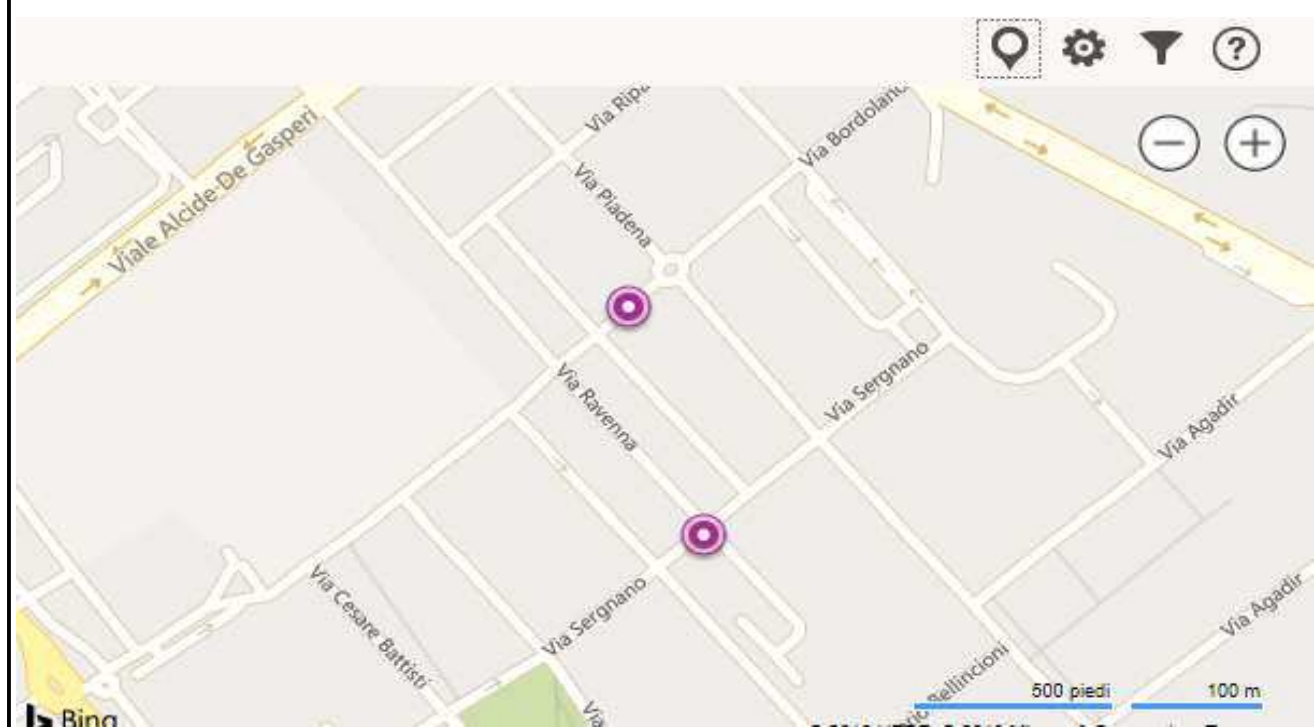 ?
Via Ripa
Via Bordolano
Viale Alcide De Gasperi
Via Piadena
Via Ravenna
Via Sergnano
Via Agadir
Via Cesare Battisti
Via Sergnano
Via Agadir
Bellincioni
Via
500 piedi
100 m
Bing